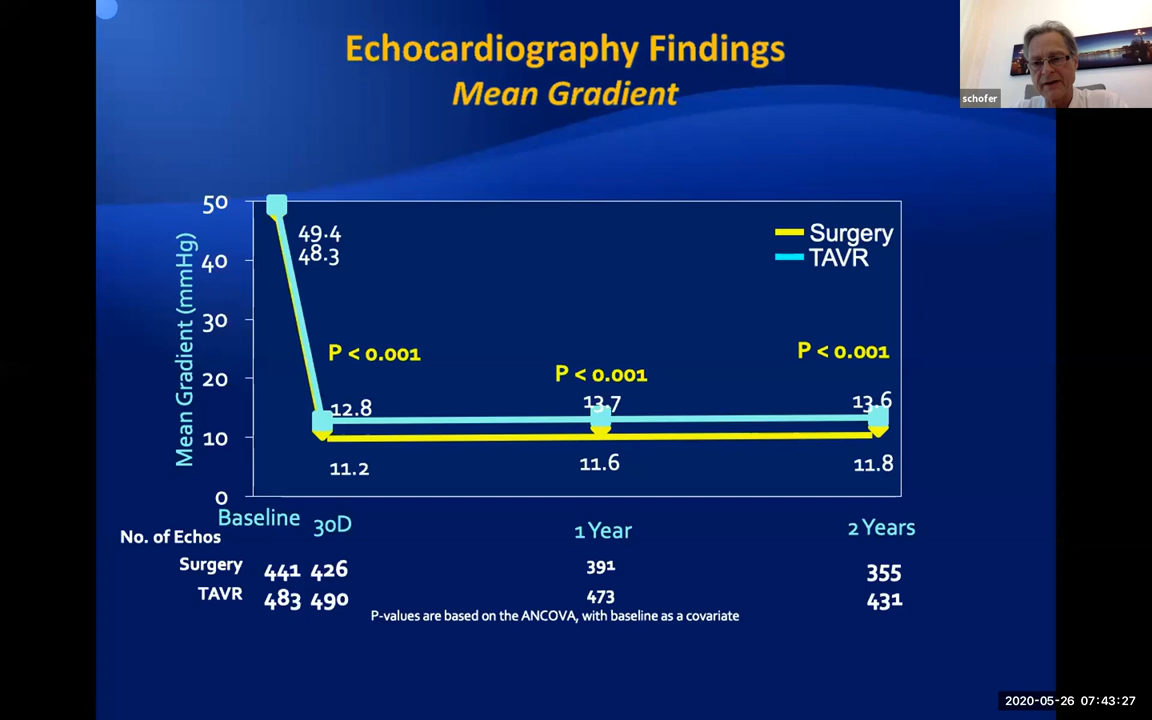 Echocardiography Findings
Mean Gradient
schofer
50
40
30
20
10
0
Mean Gradient (mmHg)
49.4
48.3
Surgery
TAVR
P < 0.001
P < 0.001
P < 0.001
12.8
13.7
13.6
11.2
11.6
11.8
Baseline 30D 1 Year 2 Years
No. of Echos
Surgery 441 426 391 355
TAVR 483 490 473 431
P-values are based on the ANCOVA, with baseline as a covariate
2020-05-26 07:43:27